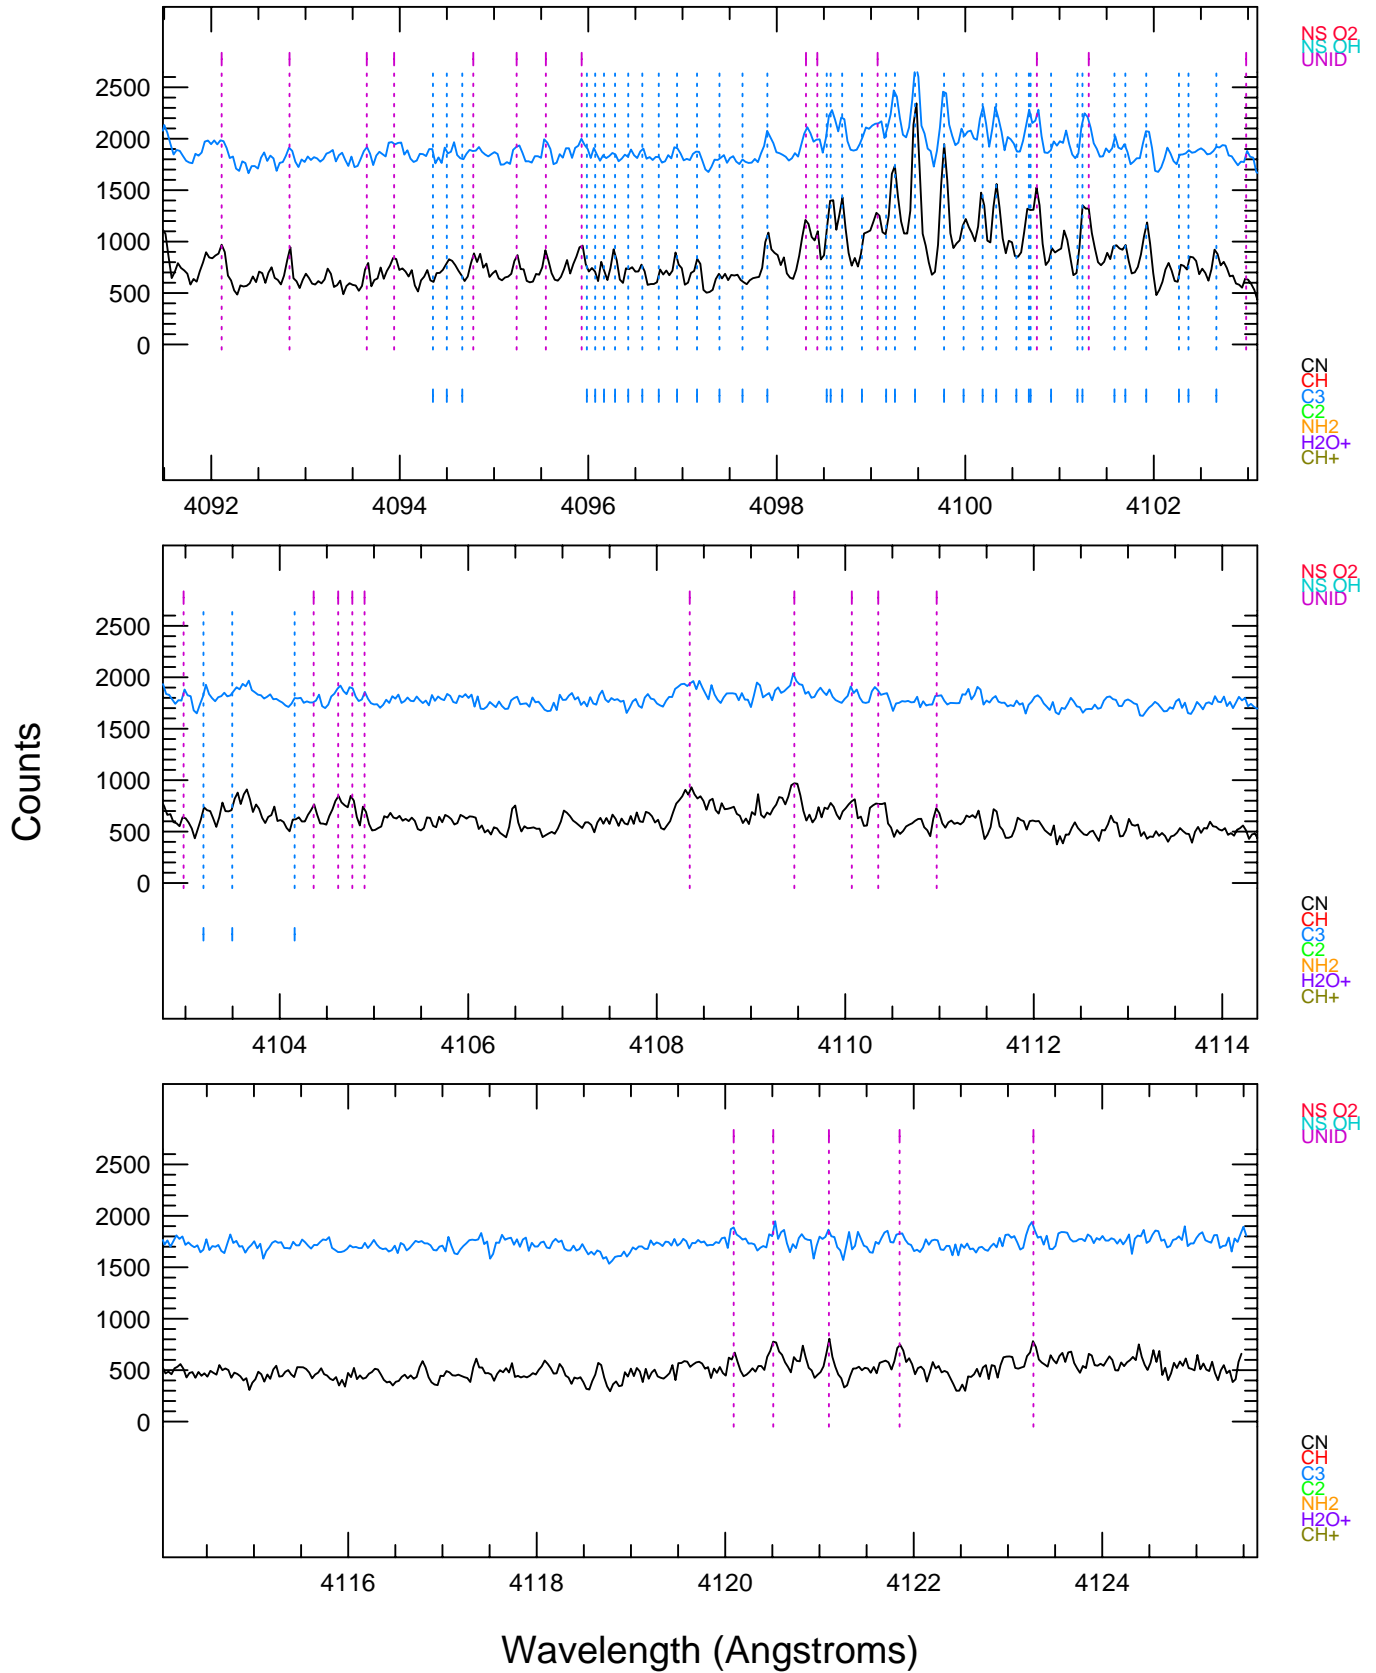 NS O2
NS OH
UNID
2500
2000
1500
1000
500
0
CN
CH
C3
C2
NH2
H2O+
CH+
4092 4094 4096 4098 4100 4102
NS O2
NS OH
UNID
2500
2000
1500
1000
500
0
Counts
CN
CH
C3
C2
NH2
H2O+
CH+
4104 4106 4108 4110 4112 4114
NS O2
NS OH
UNID
2500
2000
1500
1000
500
0
CN
CH
C3
C2
NH2
H2O+
CH+
4116 4118 4120 4122 4124
Wavelength (Angstroms)